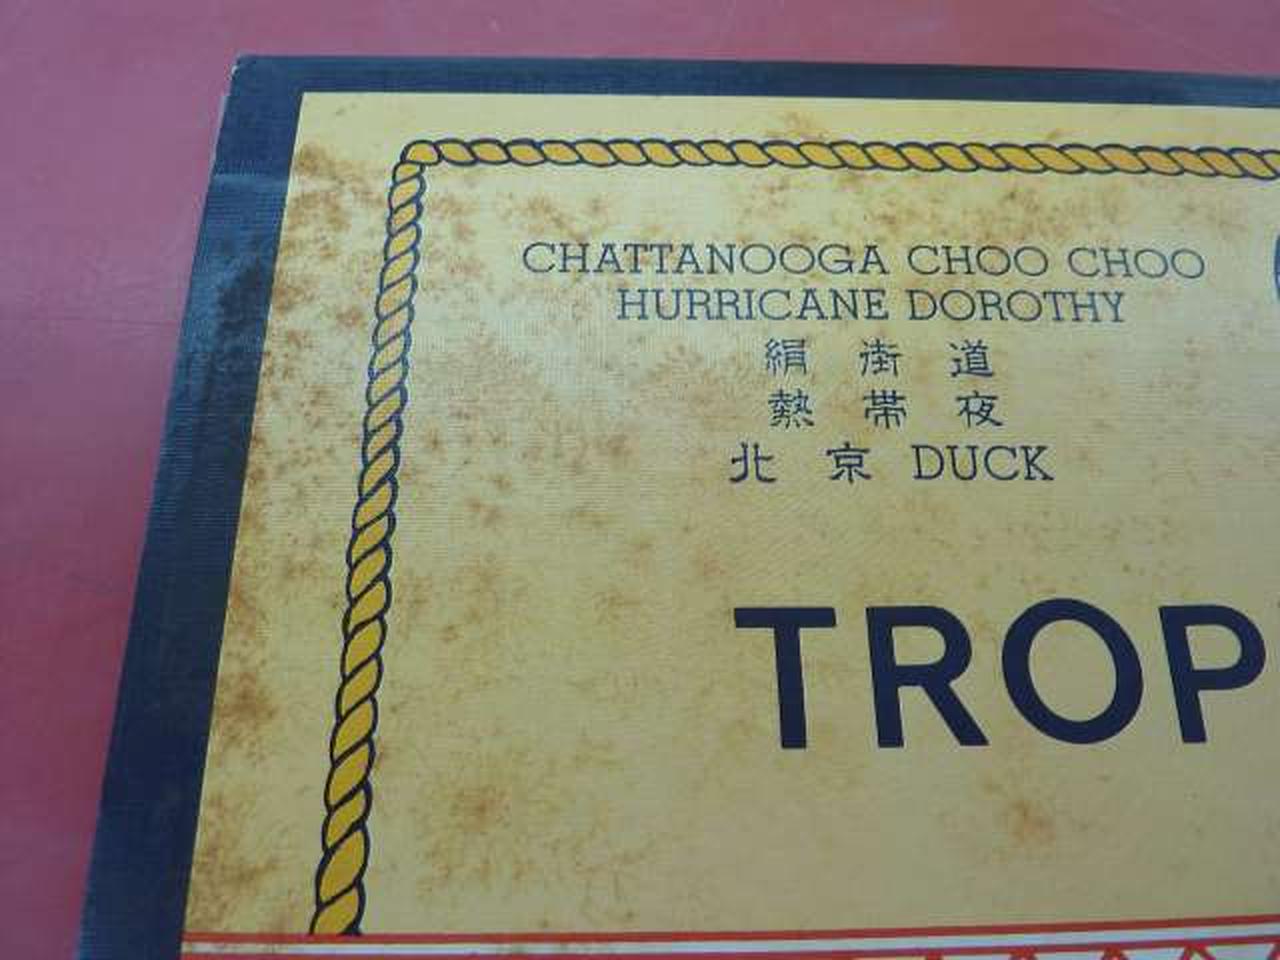 CHATTANOOGA CHOO CHOO
HURRICANE DOROTHY
絹街道
熱帯夜
北京 DUCK
TROP